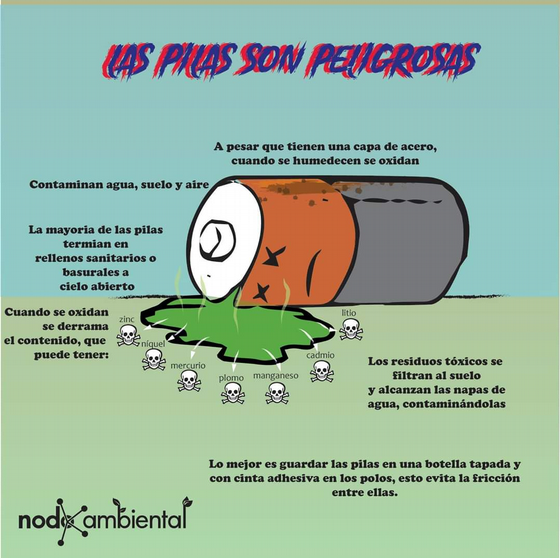 LAS PILAS SON PELIGROSAS
A pesar que tienen una capa de acero,
cuando se humedecen se oxidan
Contaminan agua, suelo y aire
La mayoria de las pilas
termian en
rellenos sanitarios o
basurales a
cielo abierto
Cuando se oxidan
se derrama
el contenido, que
puede tener:
zinc
níquel
mercurio
plomo
manganeso
cadmio
litio
Los residuos tóxicos se
filtran al suelo
y alcanzan las napas de
agua, contaminándolas
Lo mejor es guardar las pilas en una botella tapada y
con cinta adhesiva en los polos, esto evita la fricción
entre ellas.
nodo ambiental